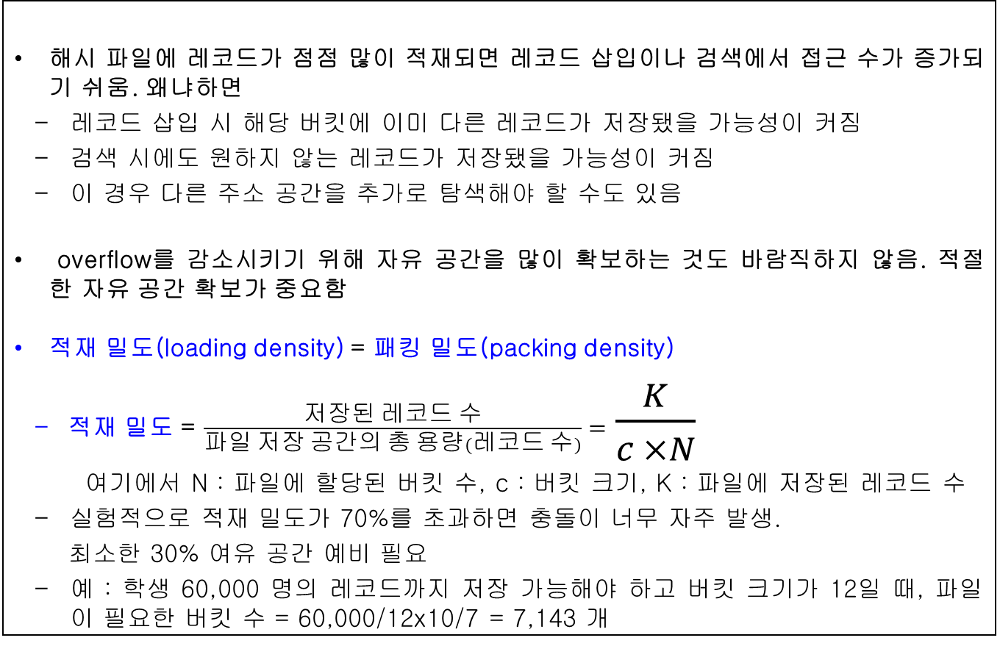 • 해시 파일에 레코드가 점점 많이 적재되면 레코드 삽입이나 검색에서 접근 수가 증가되
기 쉬움. 왜냐하면
– 레코드 삽입 시 해당 버킷에 이미 다른 레코드가 저장됐을 가능성이 커짐
– 검색 시에도 원하지 않는 레코드가 저장됐을 가능성이 커짐
– 이 경우 다른 주소 공간을 추가로 탐색해야 할 수도 있음
• overflow를 감소시키기 위해 자유 공간을 많이 확보하는 것도 바람직하지 않음. 적절
한 자유 공간 확보가 중요함
• 적재 밀도(loading density) = 패킹 밀도(packing density)
– 적재 밀도 = 저장된 레코드 수 / 파일 저장 공간의 총 용량(레코드 수) = K / c × N
여기에서 N : 파일에 할당된 버킷 수, c : 버킷 크기, K : 파일에 저장된 레코드 수
– 실험적으로 적재 밀도가 70%를 초과하면 충돌이 너무 자주 발생.
최소한 30% 여유 공간 예비 필요
– 예 : 학생 60,000 명의 레코드까지 저장 가능해야 하고 버킷 크기가 12일 때, 파일
이 필요한 버킷 수 = 60,000/12x10/7 = 7,143 개